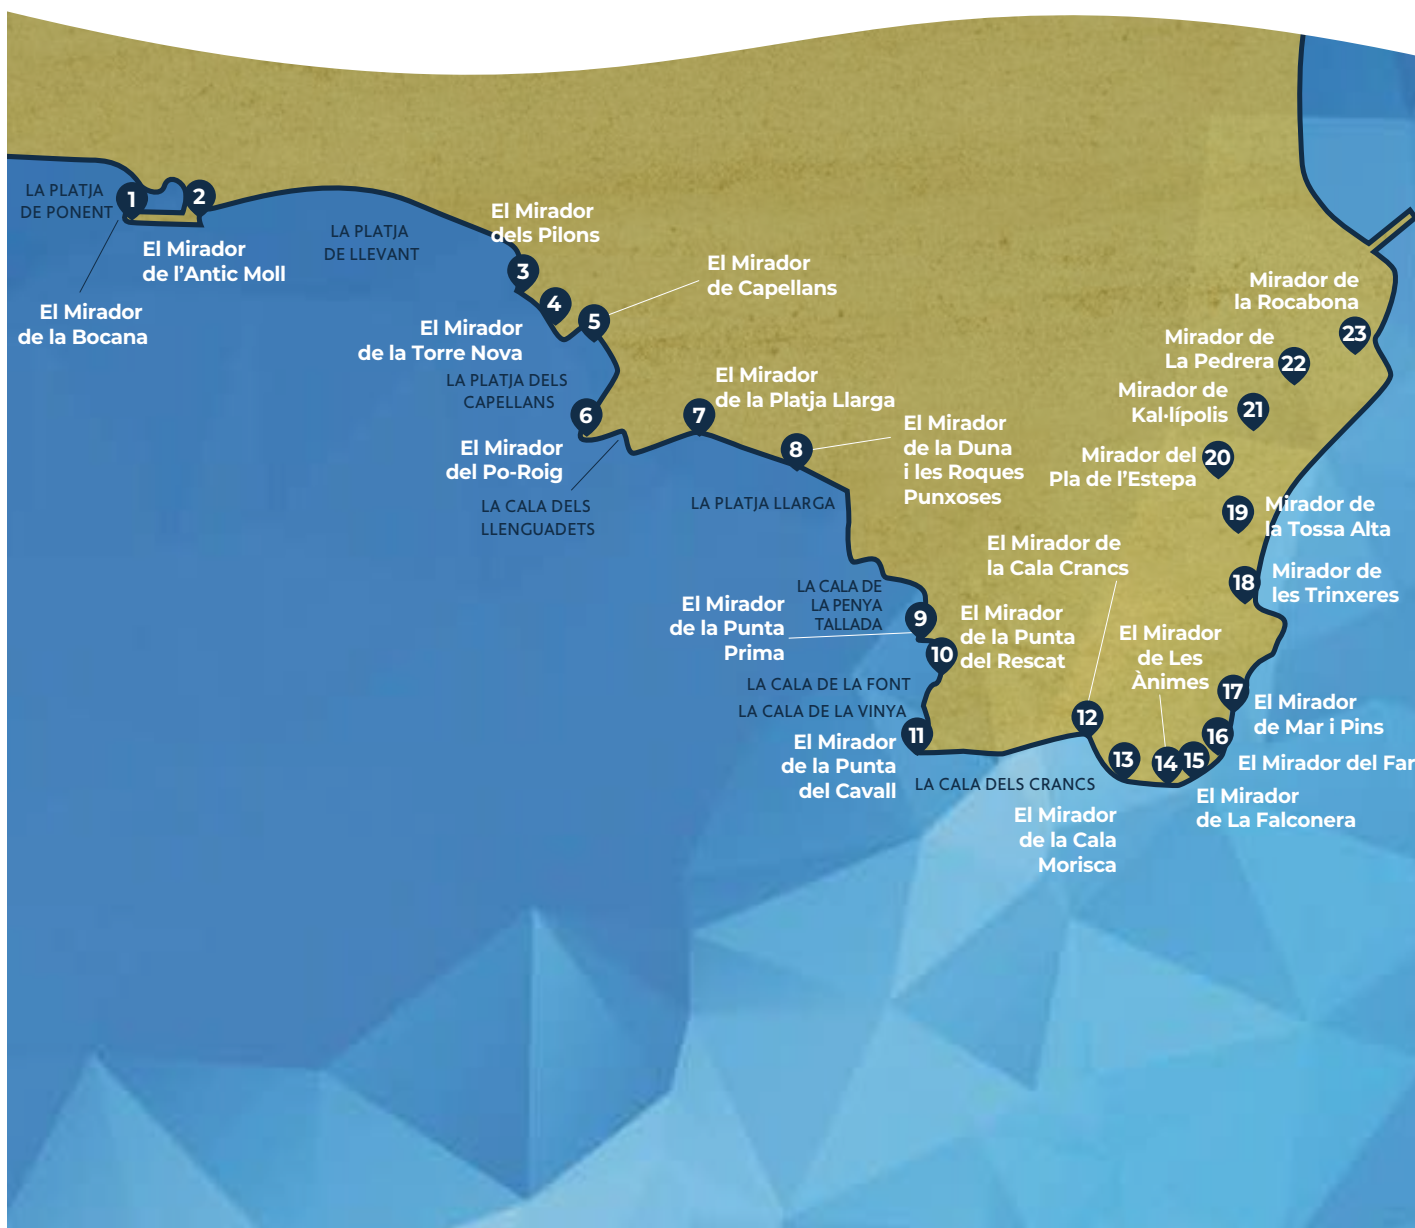 LA PLATJA
DE PONENT
1
2
El Mirador
de l’Antic Moll
El Mirador
de la Bocana
LA PLATJA
DE LLEVANT
El Mirador
dels Pilons
3
4
El Mirador
de la Torre Nova
5
El Mirador
de Capellans
LA PLATJA DELS
CAPELLANS
6
El Mirador
del Po-Roig
LA CALA DELS
LLENGUADETS
7
El Mirador
de la Platja Llarga
8
El Mirador
de la Duna
i les Roques
Punxoses
LA PLATJA LLARGA
LA CALA DE
LA PENYA
TALLADA
9
El Mirador
de la Punta
Prima
10
El Mirador
de la Punta
del Rescat
LA CALA DE LA FONT
LA CALA DE LA VINYA
11
El Mirador
de la Punta
del Cavall
LA CALA DELS CRANCS
El Mirador de
la Cala Crancs
12
13
El Mirador
de la Cala
Morisca
El Mirador
de Les
Ànimes
14
15
El Mirador
de La Falconera
16
El Mirador del Far
17
El Mirador
de Mar i Pins
18
Mirador de
les Trinxeres
19
Mirador de
la Tossa Alta
20
Mirador del
Pla de l’Estepa
21
Mirador de
Kal·lípolis
22
Mirador de
La Pedrera
23
Mirador de
la Rocabona